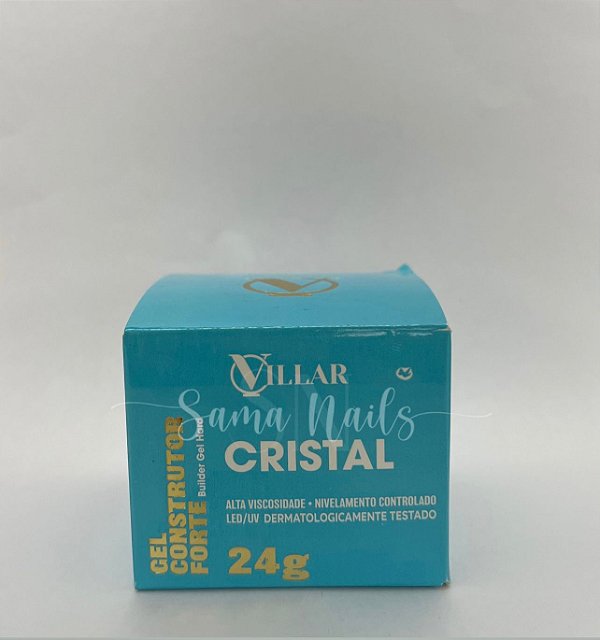 VILLAR
Sama Nails
CRISTAL
ALTA VISCOSIDADE • NIVELAMENTO CONTROLADO
LED/UV DERMATOLOGICAMENTE TESTADO
24g
GEL
CONSTRUTOR
FORTE
Builder Gel Hard